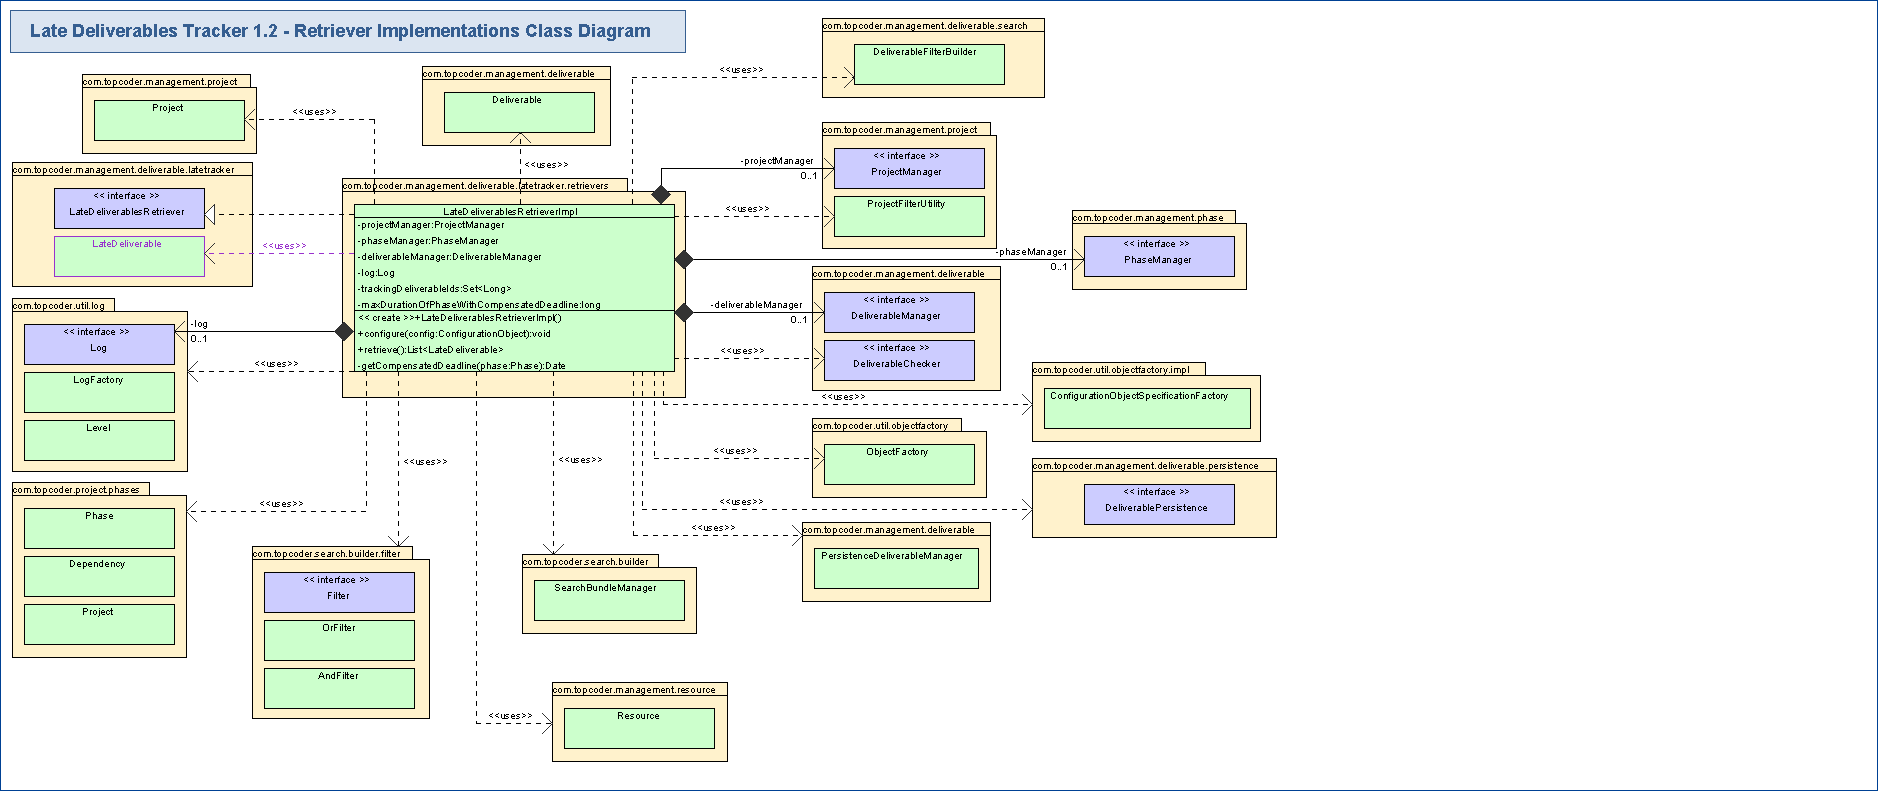 Late Deliverables Tracker 1.2 - Retriever Implementations Class Diagram
com.topcoder.management.deliverable.search
DeliverableFilterBuilder
<<uses>>
com.topcoder.management.project
Project
<<uses>>
com.topcoder.management.deliverable
Deliverable
<<uses>>
com.topcoder.management.project
<< interface >>
ProjectManager
ProjectFilterUtility
-projectManager
0..1
<<uses>>
com.topcoder.management.deliverable.latetracker
<< interface >>
LateDeliverablesRetriever
LateDeliverable
<<uses>>
com.topcoder.management.deliverable.latetracker.retrievers
LateDeliverablesRetrieverImpl
-projectManager:ProjectManager
-phaseManager:PhaseManager
-deliverableManager:DeliverableManager
-log:Log
-trackingDeliverableIds:Set<Long>
-maxDurationOfPhaseWithCompensatedDeadline:long
<< create >>+LateDeliverablesRetrieverImpl()
+configure(config:ConfigurationObject):void
+retrieve():List<LateDeliverable>
-getCompensatedDeadline(phase:Phase):Date
com.topcoder.management.phase
<< interface >>
PhaseManager
-phaseManager
0..1
com.topcoder.management.deliverable
<< interface >>
DeliverableManager
<< interface >>
DeliverableChecker
-deliverableManager
0..1
<<uses>>
com.topcoder.util.log
<< interface >>
Log
LogFactory
Level
-log
0..1
<<uses>>
com.topcoder.util.objectfactory.impl
ConfigurationObjectSpecificationFactory
<<uses>>
com.topcoder.util.objectfactory
ObjectFactory
<<uses>>
com.topcoder.management.deliverable.persistence
<< interface >>
DeliverablePersistence
<<uses>>
com.topcoder.management.deliverable
PersistenceDeliverableManager
<<uses>>
com.topcoder.project.phases
Phase
Dependency
Project
<<uses>>
com.topcoder.search.builder.filter
<< interface >>
Filter
OrFilter
AndFilter
<<uses>>
com.topcoder.search.builder
SearchBundleManager
<<uses>>
com.topcoder.management.resource
Resource
<<uses>>